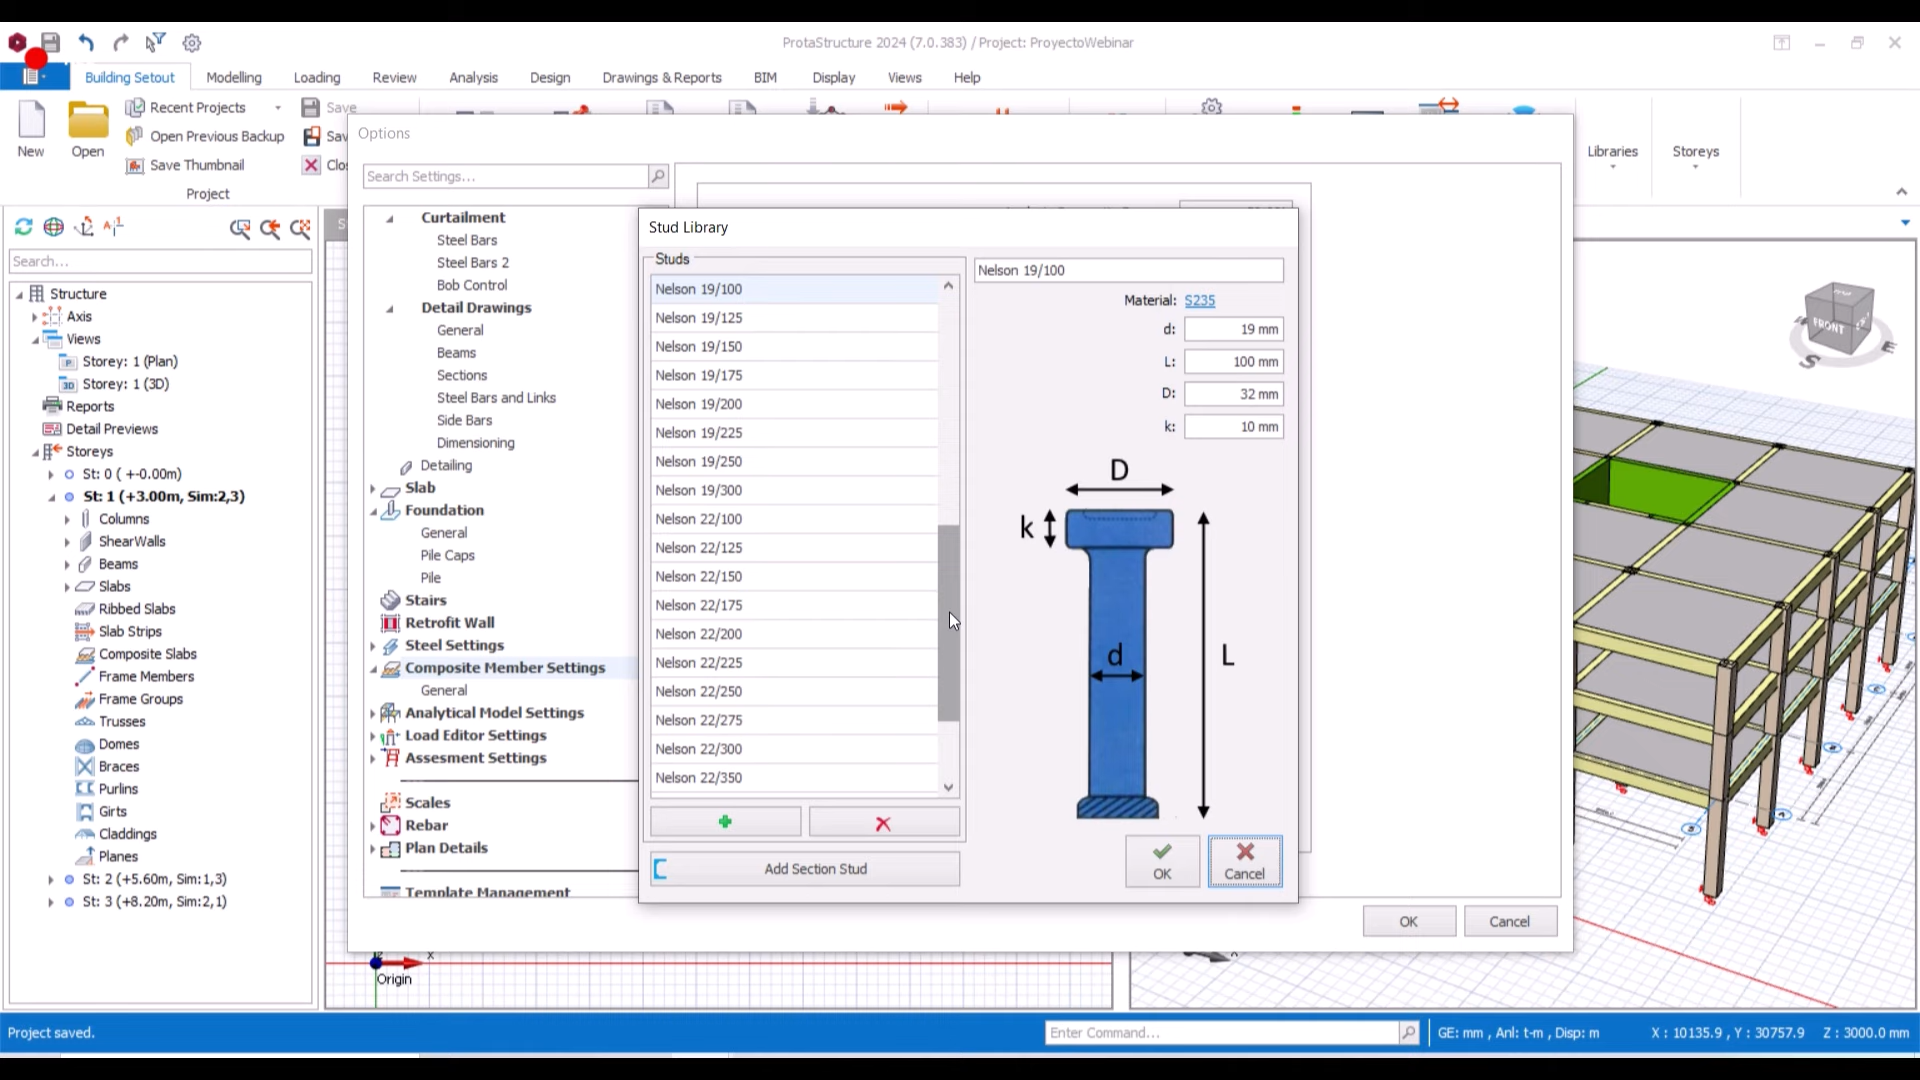 ProtaStructure 2024 (7.0.383) / Project: ProyectoWebinar
Building Setout
Modelling
Loading
Review
Analysis
Design
Drawings & Reports
BIM
Display
Views
Help
New
Open
Recent Projects
Open Previous Backup
Save Thumbnail
Save
Project
Libraries
Storeys
Search...
Structure
Axis
Views
Storey: 1 (Plan)
Storey: 1 (3D)
Reports
Detail Previews
Storeys
St: 0 ( +-0.00m)
St: 1 (+3.00m, Sim:2,3)
Columns
ShearWalls
Beams
Slabs
Ribbed Slabs
Slab Strips
Composite Slabs
Frame Members
Frame Groups
Trusses
Domes
Braces
Purlins
Girts
Claddings
Planes
St: 2 (+5.60m, Sim:1,3)
St: 3 (+8.20m, Sim:2,1)
Options
Search Settings...
Curtailment
Steel Bars
Steel Bars 2
Bob Control
Detail Drawings
General
Beams
Sections
Steel Bars and Links
Side Bars
Dimensioning
Detailing
Slab
Foundation
General
Pile Caps
Pile
Stairs
Retrofit Wall
Steel Settings
Composite Member Settings
General
Analytical Model Settings
Load Editor Settings
Assesment Settings
Scales
Rebar
Plan Details
Template Management
Stud Library
Studs
Nelson 19/100
Nelson 19/125
Nelson 19/150
Nelson 19/175
Nelson 19/200
Nelson 19/225
Nelson 19/250
Nelson 19/300
Nelson 22/100
Nelson 22/125
Nelson 22/150
Nelson 22/175
Nelson 22/200
Nelson 22/225
Nelson 22/250
Nelson 22/275
Nelson 22/300
Nelson 22/350
Add Section Stud
Nelson 19/100
Material: S235
d: 19 mm
L: 100 mm
D: 32 mm
k: 10 mm
D
k
d
L
OK
Cancel
OK
Cancel
FRONT
S
E
x
Origin
Project saved.
Enter Command...
GE: mm , Anl: t-m , Disp: m
X : 10135.9 , Y : 30757.9
Z : 3000.0 mm